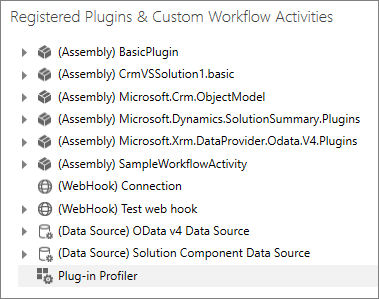 Registered Plugins & Custom Workflow Activities
(Assembly) BasicPlugin
(Assembly) CrmVSSolution1.basic
(Assembly) Microsoft.Crm.ObjectModel
(Assembly) Microsoft.Dynamics.SolutionSummary.Plugins
(Assembly) Microsoft.Xrm.DataProvider.Odata.V4.Plugins
(Assembly) SampleWorkflowActivity
(WebHook) Connection
(WebHook) Test web hook
(Data Source) OData v4 Data Source
(Data Source) Solution Component Data Source
Plug-in Profiler